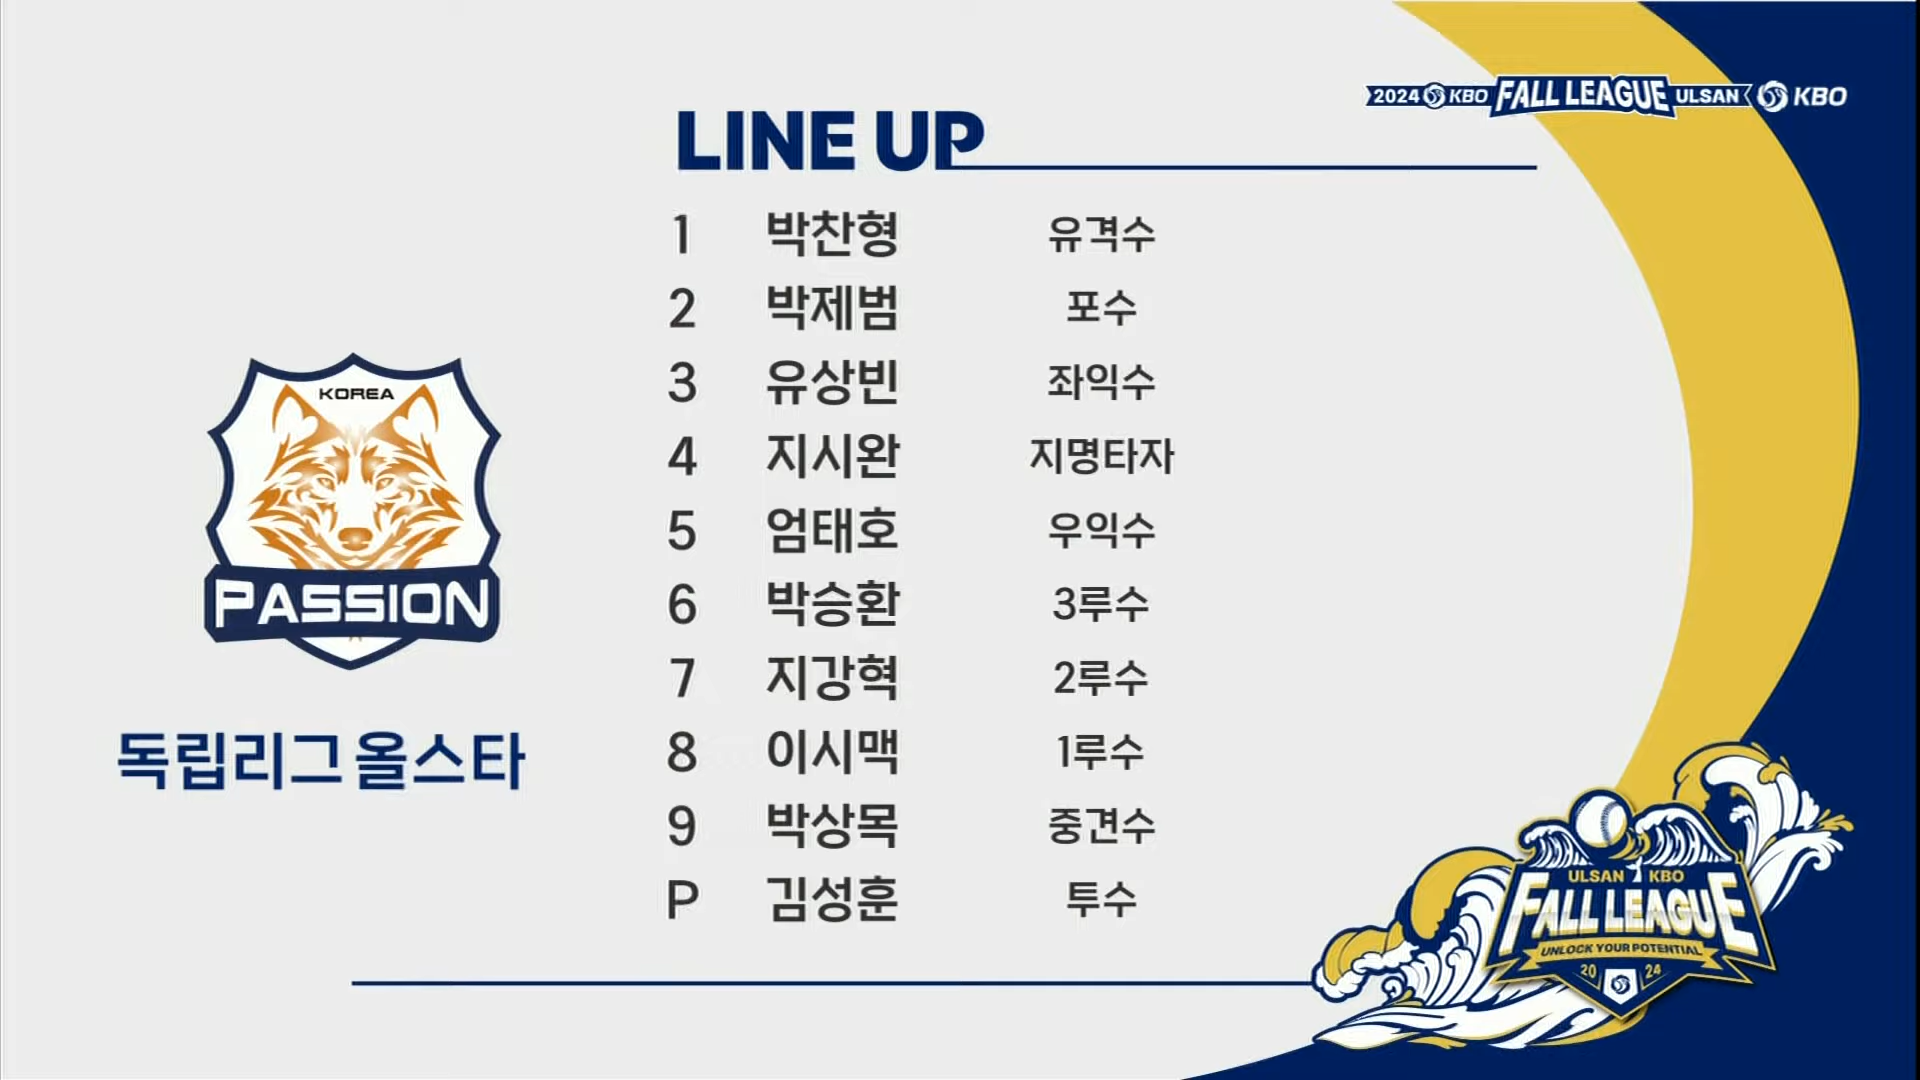 2024 KBO FALL LEAGUE ULSAN KBO
LINE UP
1 박찬형 유격수
2 박제범 포수
3 유상빈 좌익수
4 지시완 지명타자
5 엄태호 우익수
6 박승환 3루수
7 지강혁 2루수
8 이시맥 1루수
9 박상목 중견수
P 김성훈 투수
KOREA
PASSION
독립리그 올스타
ULSAN KBO
FALL LEAGUE
UNLOCK YOUR POTENTIAL
20 24